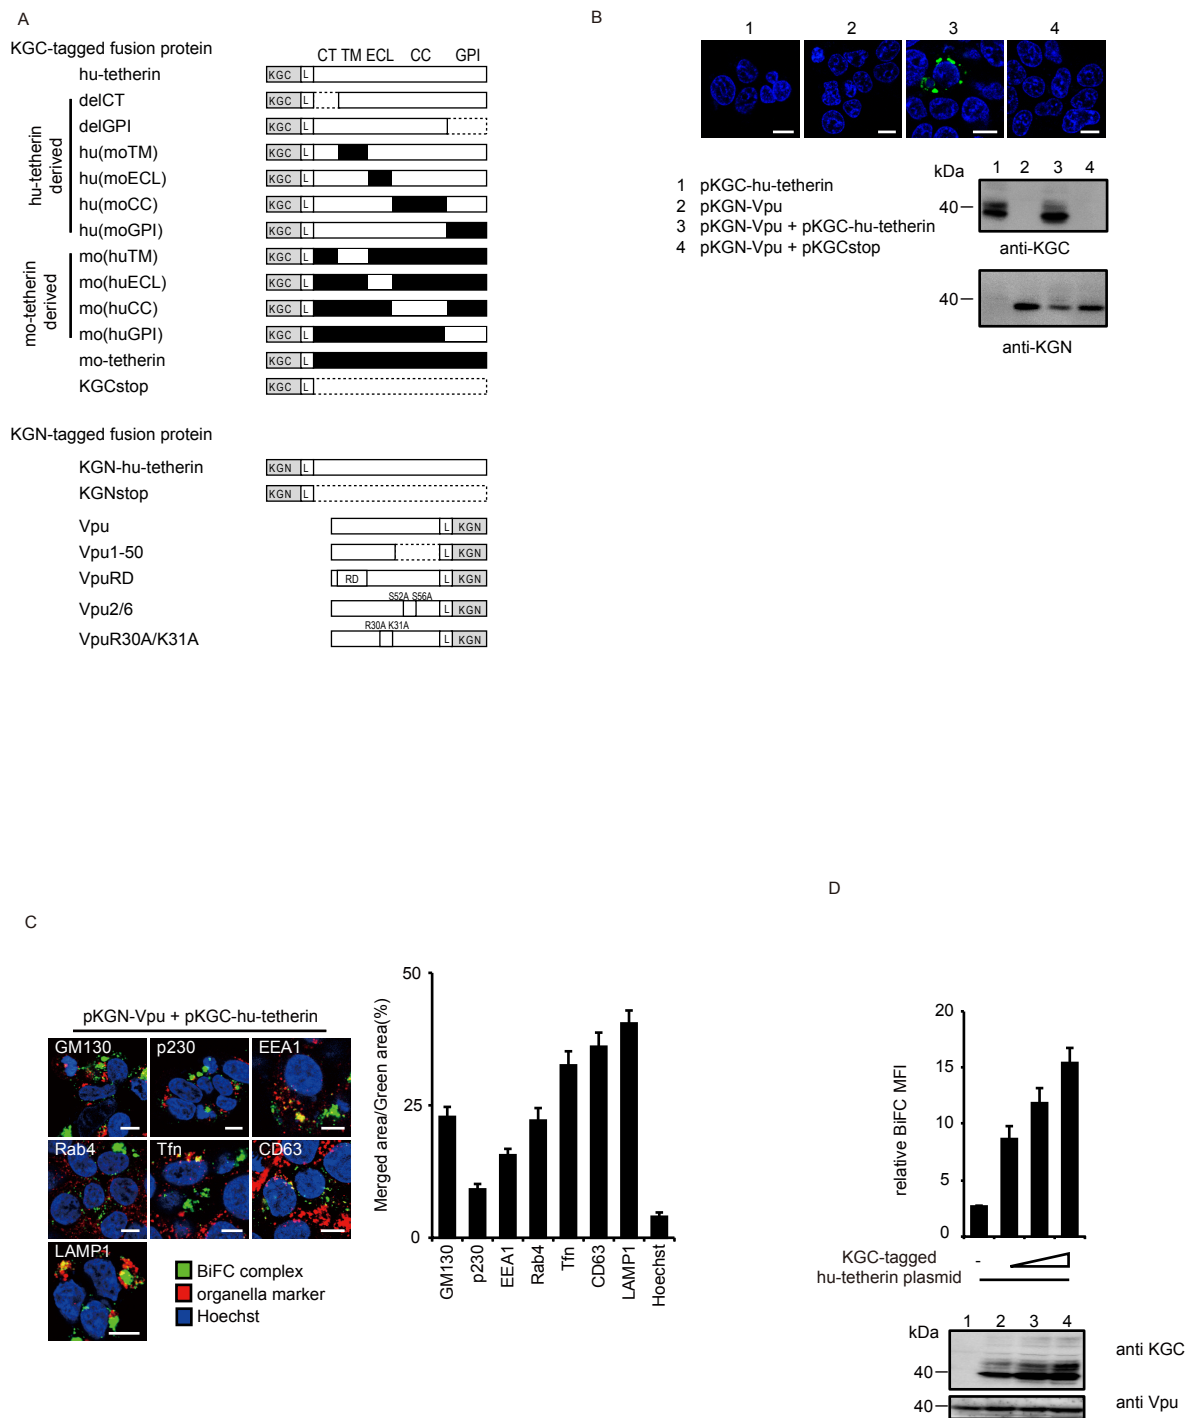 A
KGC-tagged fusion protein
CT TM ECL CC GPI
hu-tetherin KGC L
delCT KGC L
delGPI KGC L
hu(moTM) KGC L
hu(moECL) KGC L
hu(moCC) KGC L
hu(moGPI) KGC L
hu-tetherin derived
mo(huTM) KGC L
mo(huECL) KGC L
mo(huCC) KGC L
mo(huGPI) KGC L
mo-tetherin derived
mo-tetherin KGC L
KGCstop KGC L
KGN-tagged fusion protein
KGN-hu-tetherin KGN L
KGNstop KGN L
Vpu L KGN
Vpu1-50 L KGN
VpuRD RD L KGN
S52A S56A
Vpu2/6 L KGN
R30A K31A
VpuR30A/K31A L KGN
B
1 2 3 4
1 pKGC-hu-tetherin
2 pKGN-Vpu
3 pKGN-Vpu + pKGC-hu-tetherin
4 pKGN-Vpu + pKGCstop
kDa 1 2 3 4
40
anti-KGC
40
anti-KGN
C
pKGN-Vpu + pKGC-hu-tetherin
GM130 p230 EEA1
Rab4 Tfn CD63
LAMP1
BiFC complex
organella marker
Hoechst
Merged area/Green area(%)
50
25
0
GM130 p230 EEA1 Rab4 Tfn CD63 LAMP1 Hoechst
D
relative BiFC MFI
20
15
10
5
0
KGC-tagged
hu-tetherin plasmid
-
kDa 1 2 3 4
40 anti KGC
40 anti Vpu